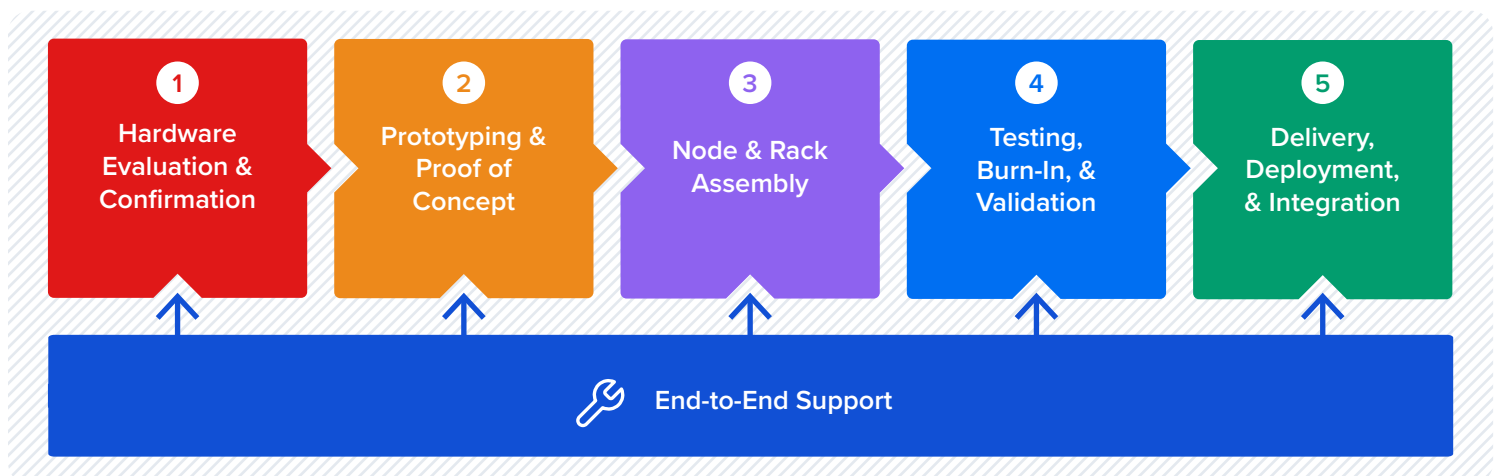 1
Hardware
Evaluation &
Confirmation
2
Prototyping &
Proof of
Concept
3
Node & Rack
Assembly
4
Testing,
Burn-In, &
Validation
5
Delivery,
Deployment,
& Integration
End-to-End Support